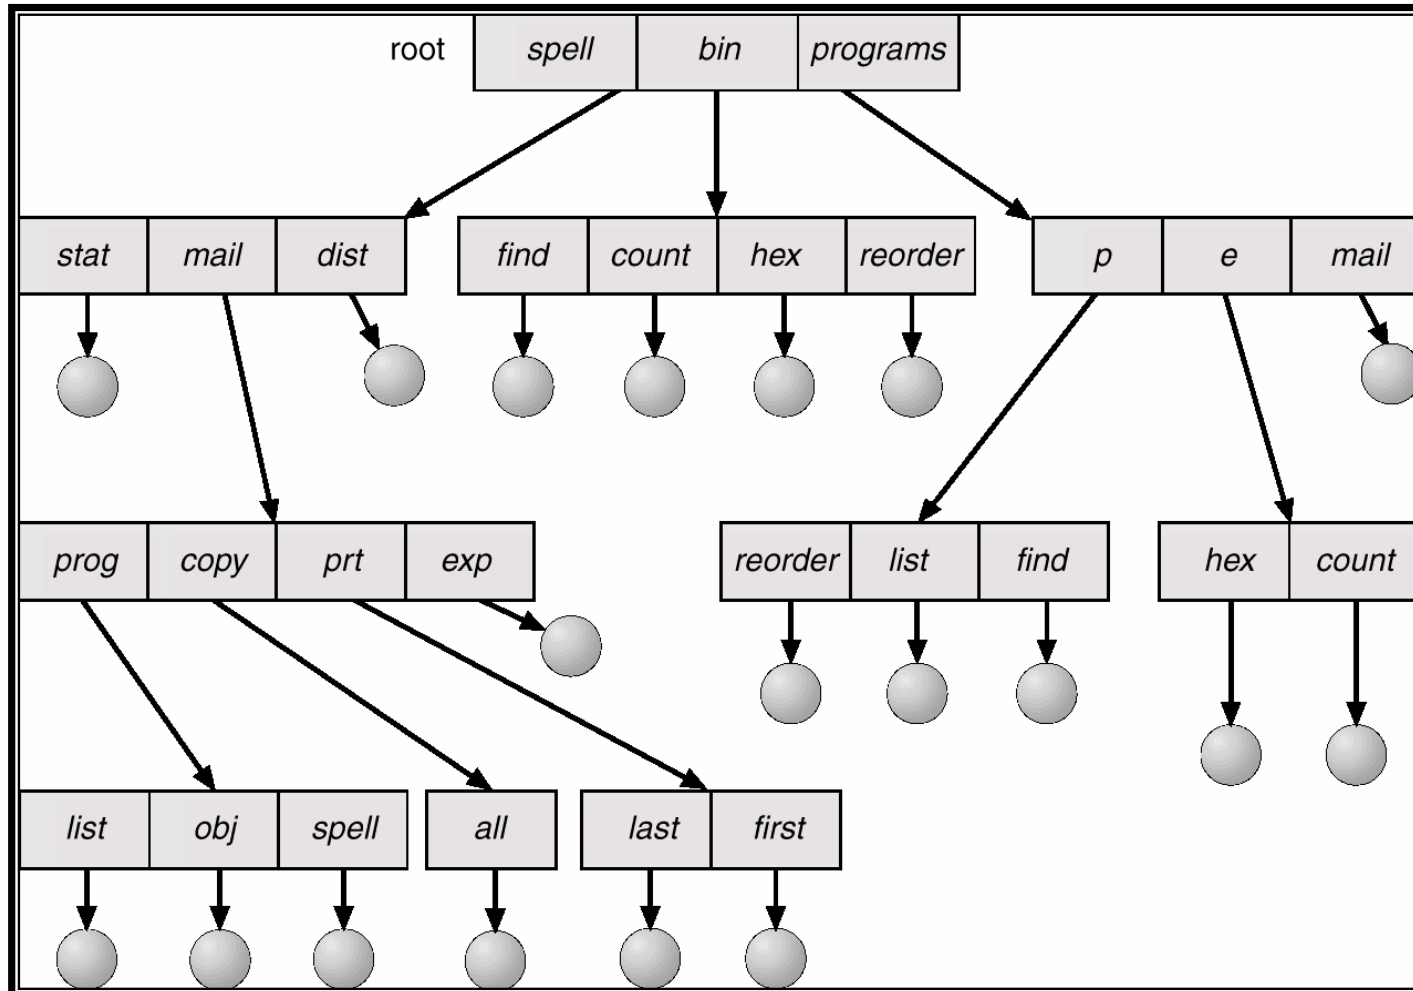 root spell bin programs
stat mail dist find count hex reorder p e mail
prog copy prt exp reorder list find hex count
list obj spell all last first